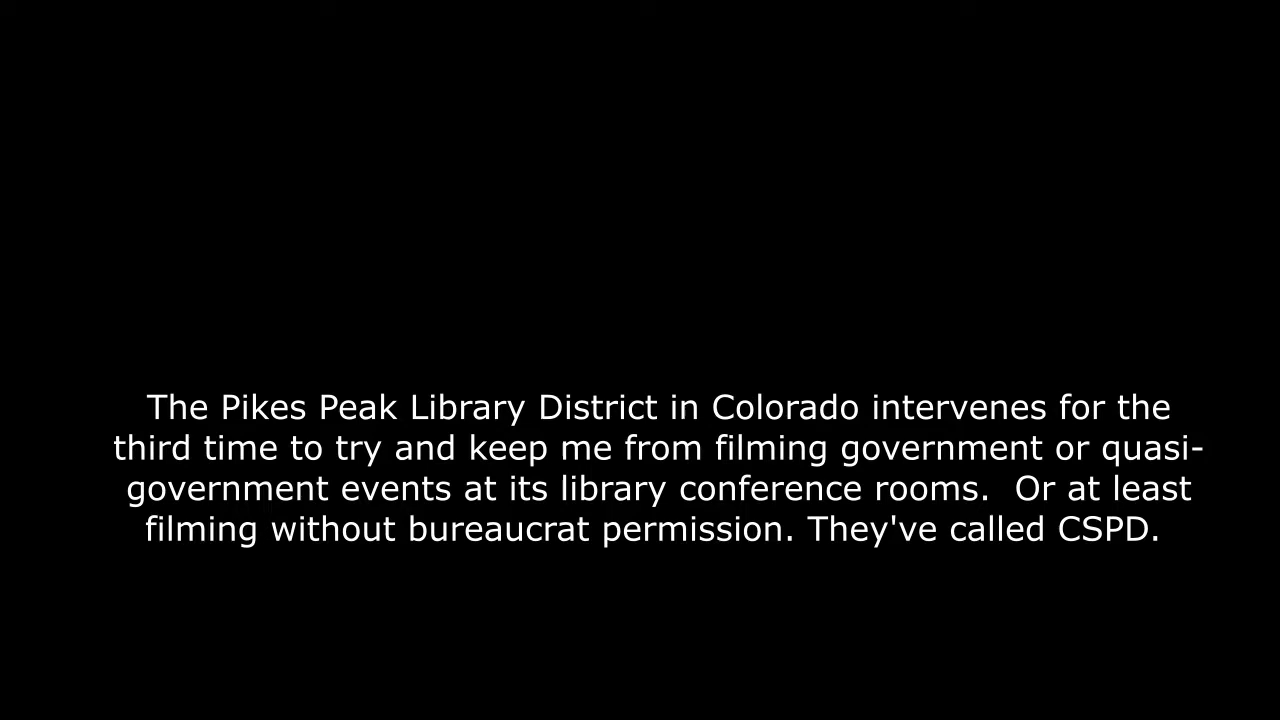 The Pikes Peak Library District in Colorado intervenes for the
third time to try and keep me from filming government or quasi-
government events at its library conference rooms.  Or at least
filming without bureaucrat permission. They've called CSPD.